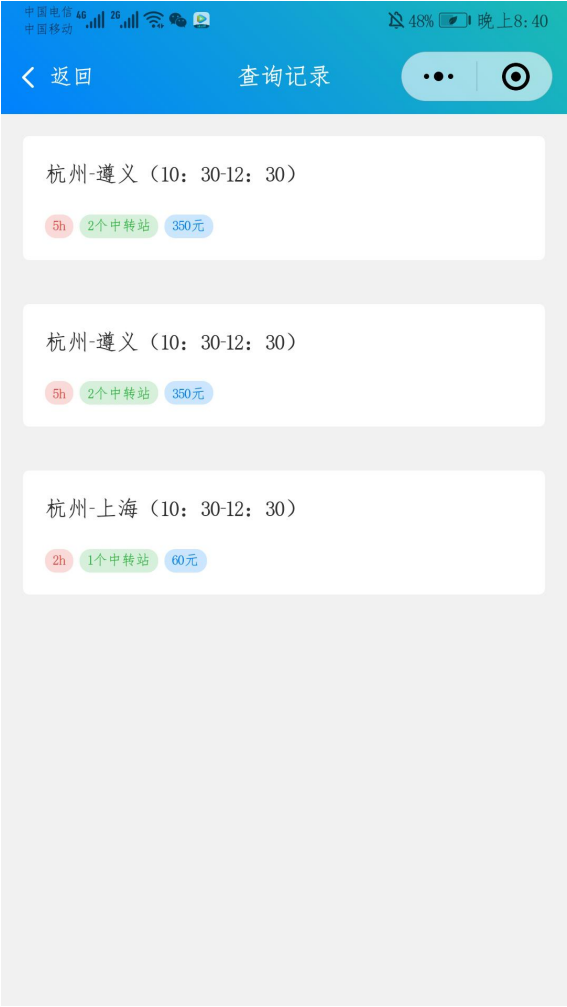 中国电信 4G 2G
中国移动
48% 晚上8:40
返回
查询记录
杭州-遵义（10：30-12：30）
5h 2个中转站 350元
杭州-遵义（10：30-12：30）
5h 2个中转站 350元
杭州-上海（10：30-12：30）
2h 1个中转站 60元